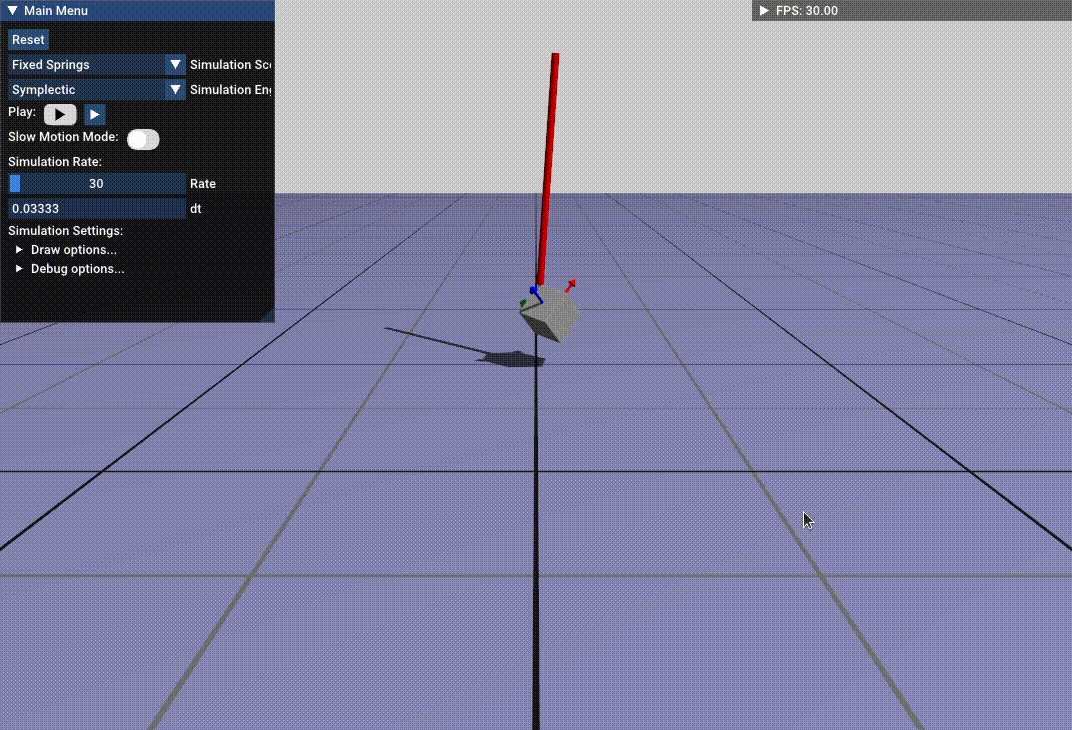 Main Menu
FPS: 30.00
Reset
Fixed Springs Simulation Sc
Symplectic Simulation En
Play:
Slow Motion Mode:
Simulation Rate:
30 Rate
0.03333 dt
Simulation Settings:
Draw options...
Debug options...